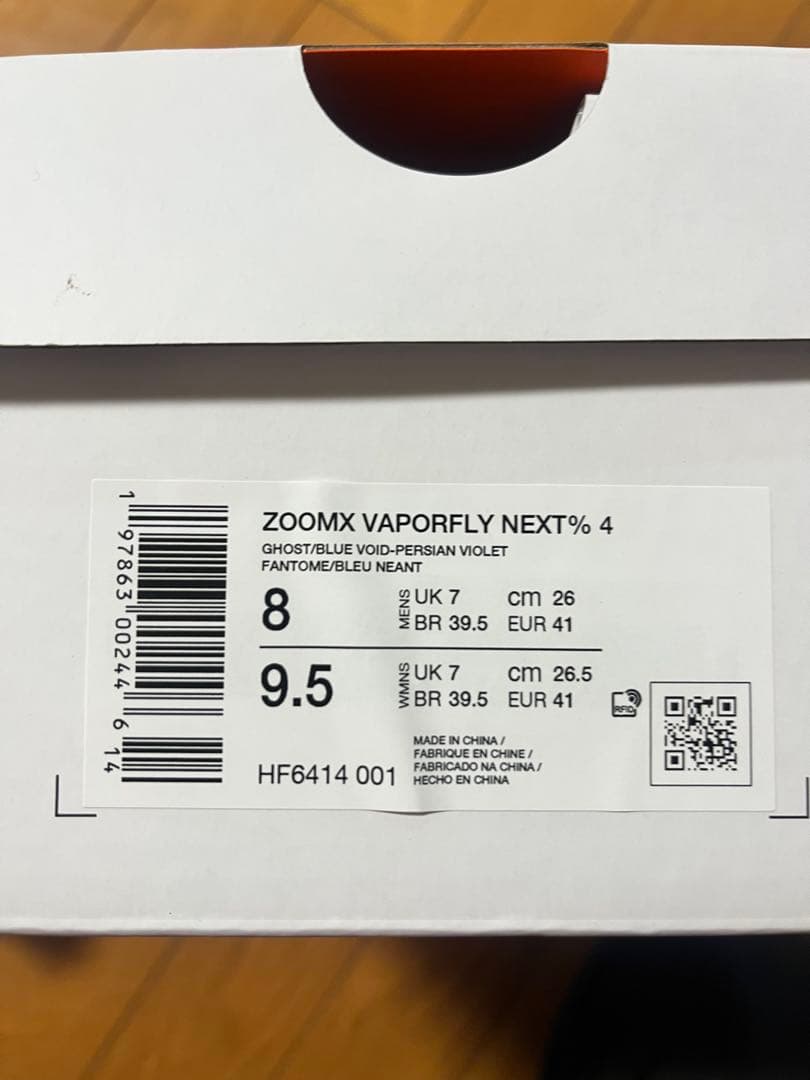 ZOOMX VAPORFLY NEXT% 4
GHOST/BLUE VOID-PERSIAN VIOLET
FANTOME/BLEU NEANT
8 MENS UK 7 cm 26
BR 39.5 EUR 41
9.5 WMNS UK 7 cm 26.5
BR 39.5 EUR 41
RFID
HF6414 001
MADE IN CHINA /
FABRIQUE EN CHINE /
FABRICADO NA CHINA /
HECHO EN CHINA
1 97863 00244 6 14